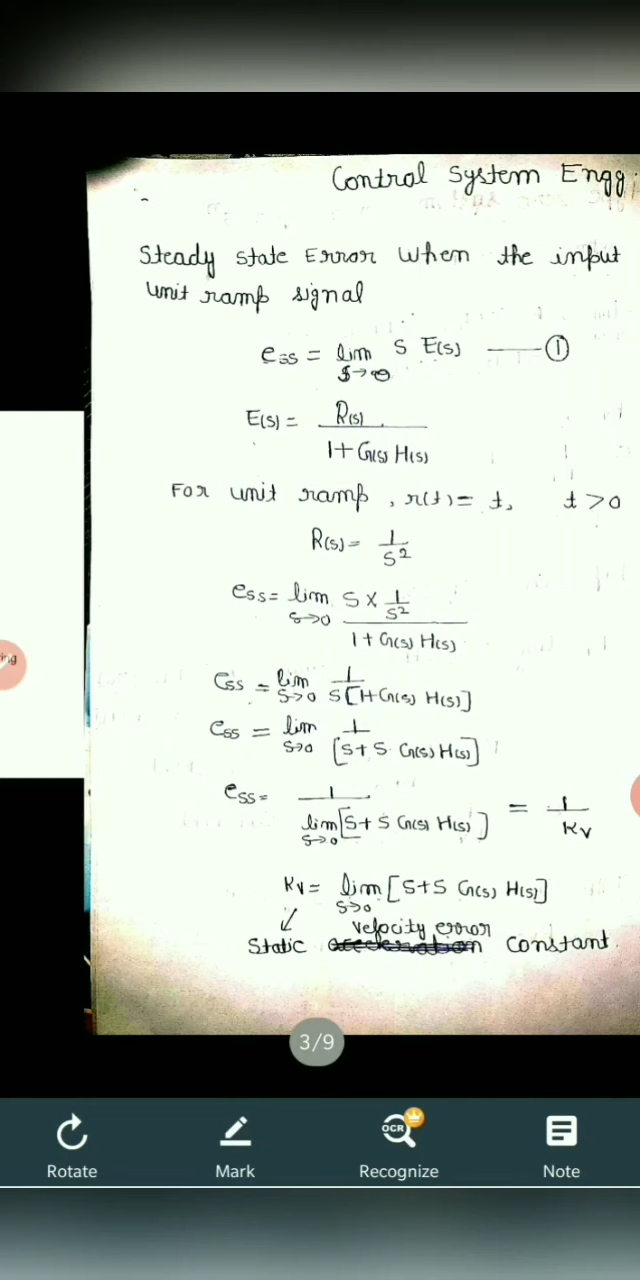 Control System Engg.
Steady state Error when the input
unit ramp signal
ess = lim S E(s) —— ①
S→0
E(s) = R(s)
1 + G(s) H(s)
For unit ramp, r(t) = t, t > 0
R(s) = 1/S²
ess = lim S × 1/S²
S→0
1 + G(s) H(s)
ess = lim 1
S→0 S[1+G(s) H(s)]
ess = lim 1
S→0 [S + S G(s) H(s)]
ess = 1 = 1/Kv
lim [S + S G(s) H(s)]
S→0
Kv = lim [S + S G(s) H(s)]
S→0
velocity error
Static acceleration constant.
ing
3/9
OCR
Rotate Mark Recognize Note